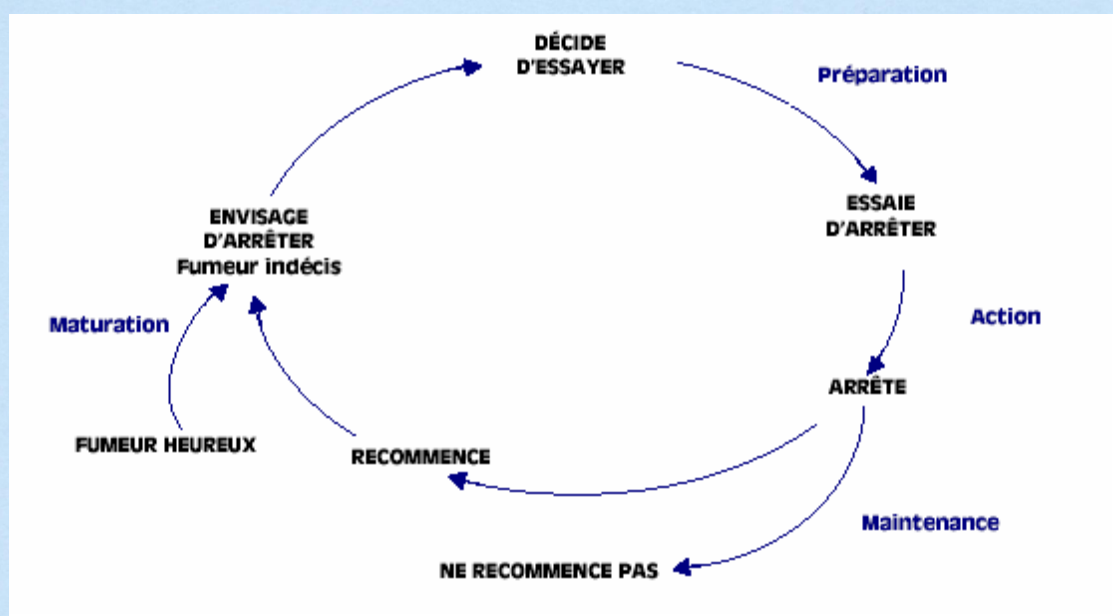 DÉCIDE
D'ESSAYER
Préparation
ESSAIE
D'ARRÊTER
ENVISAGE
D'ARRÊTER
Fumeur indécis
Maturation
Action
ARRÊTE
FUMEUR HEUREUX
RECOMMENCE
Maintenance
NE RECOMMENCE PAS